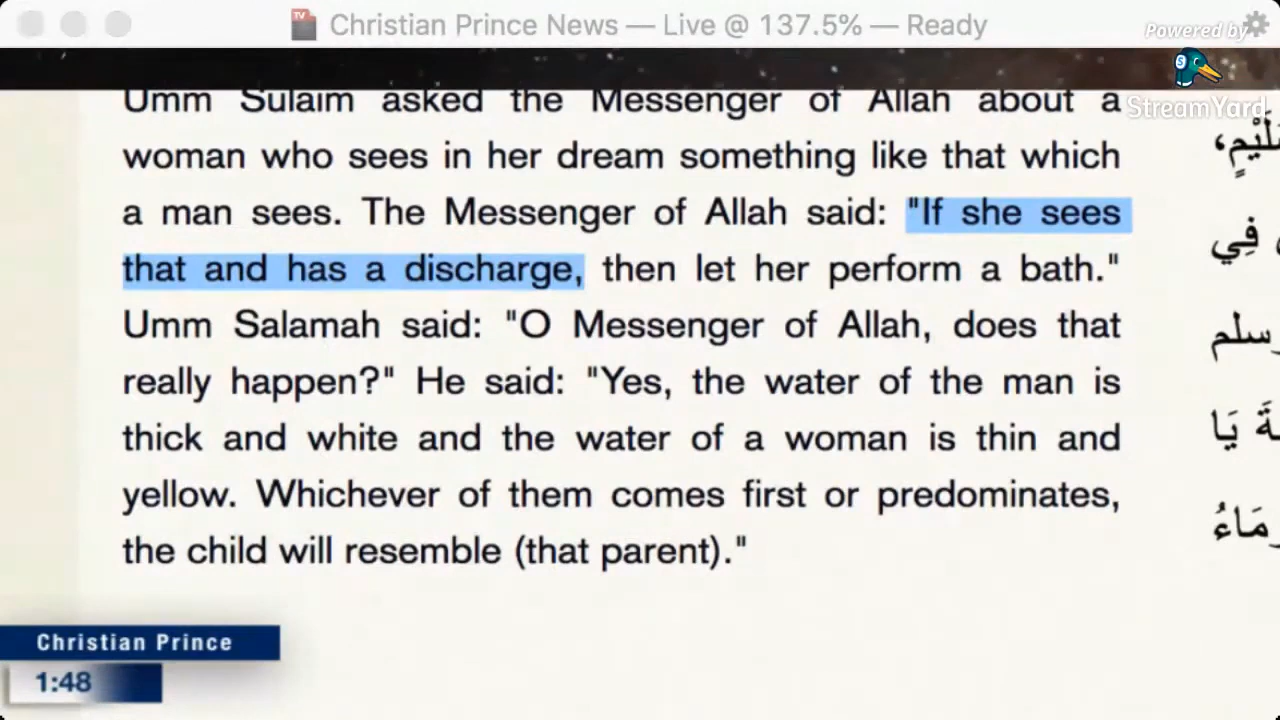 Christian Prince News — Live @ 137.5% — Ready
Powered by
StreamYard
Umm Sulaim asked the Messenger of Allah about a
woman who sees in her dream something like that which
a man sees. The Messenger of Allah said: "If she sees
that and has a discharge, then let her perform a bath."
Umm Salamah said: "O Messenger of Allah, does that
really happen?" He said: "Yes, the water of the man is
thick and white and the water of a woman is thin and
yellow. Whichever of them comes first or predominates,
the child will resemble (that parent)."
فِي
يَا
Christian Prince
1:48